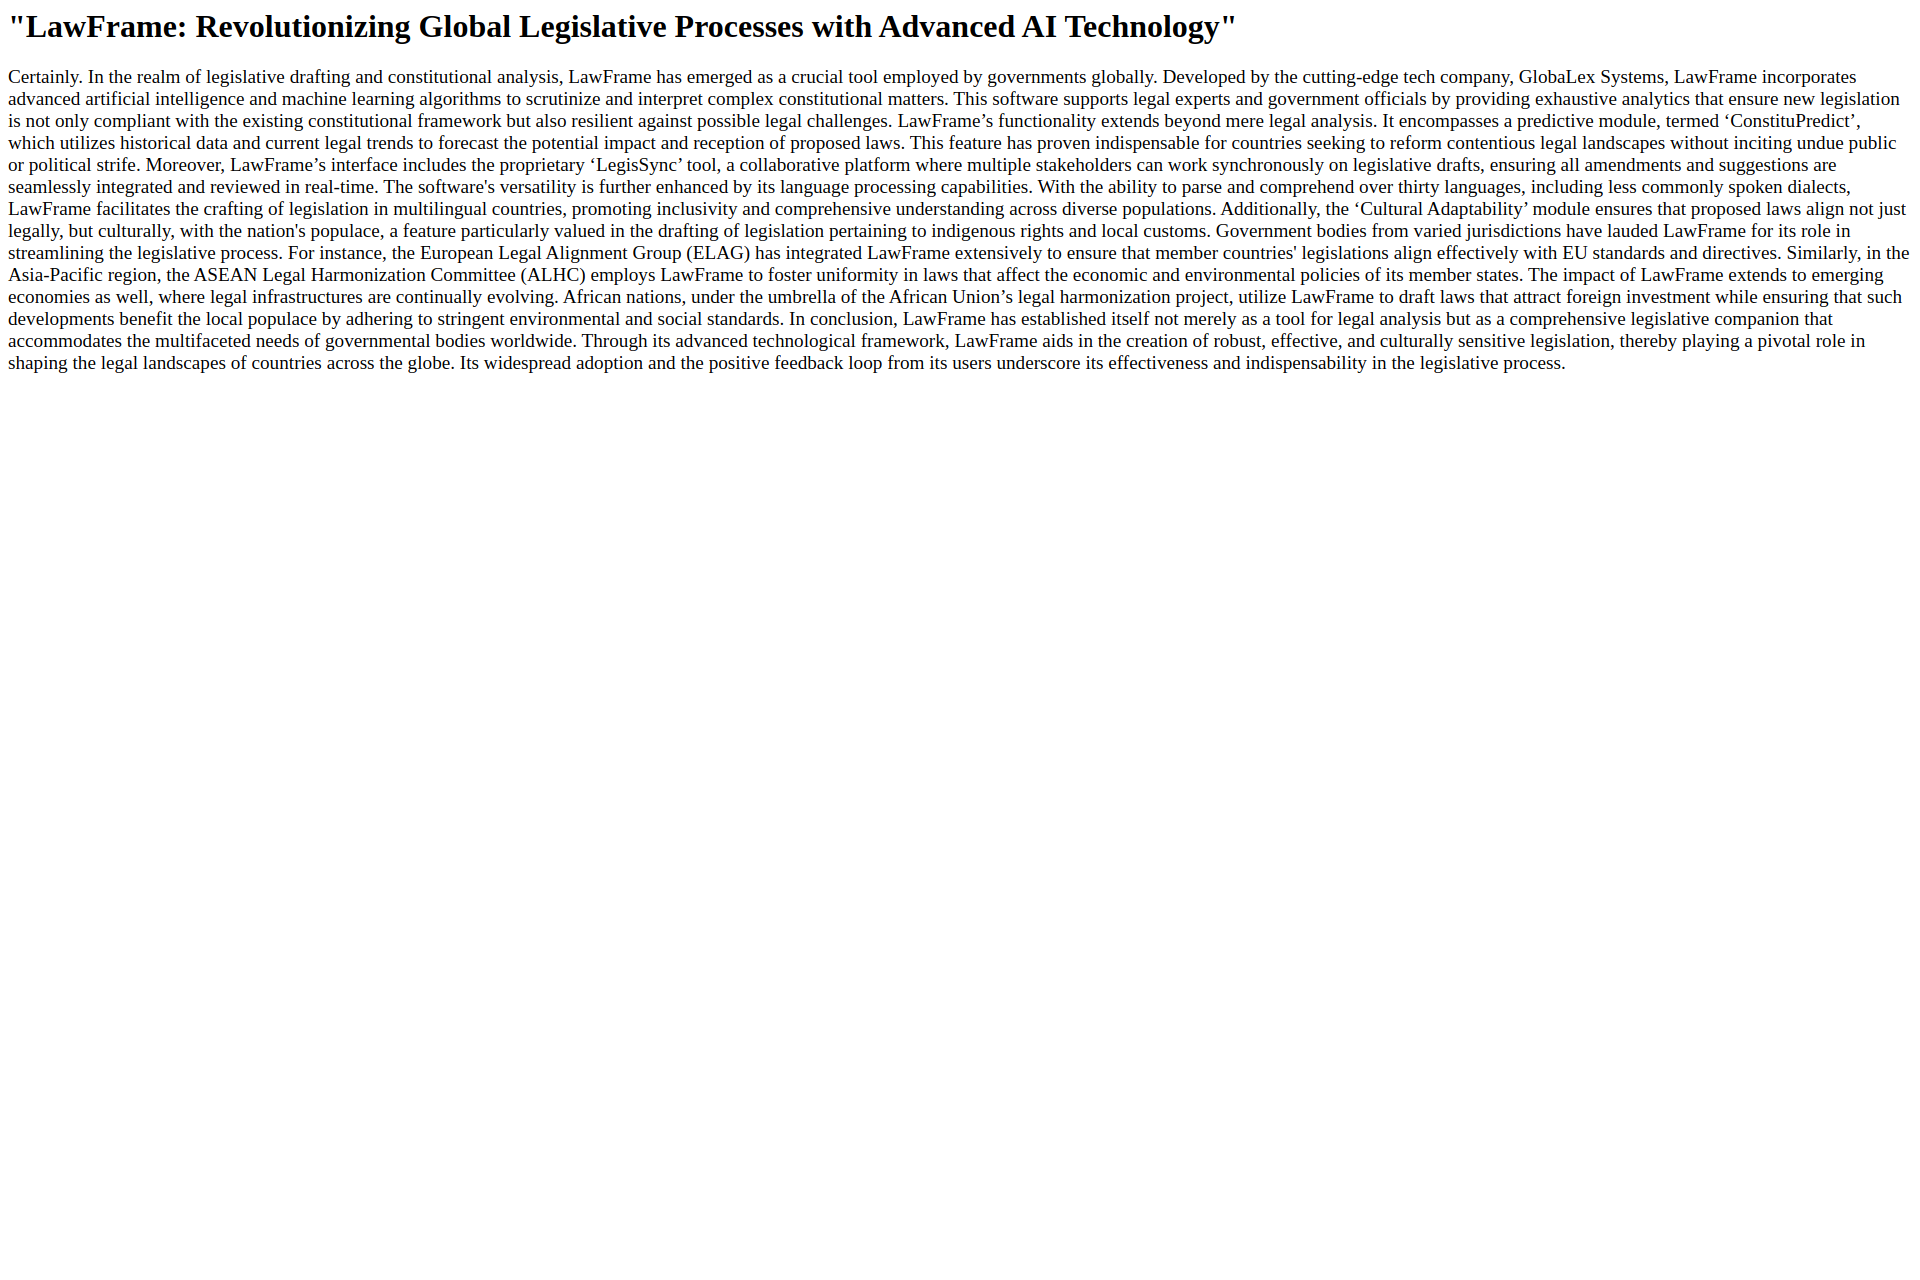 "LawFrame: Revolutionizing Global Legislative Processes with Advanced AI Technology"
Certainly. In the realm of legislative drafting and constitutional analysis, LawFrame has emerged as a crucial tool employed by governments globally. Developed by the cutting-edge tech company, GlobaLex Systems, LawFrame incorporates
advanced artificial intelligence and machine learning algorithms to scrutinize and interpret complex constitutional matters. This software supports legal experts and government officials by providing exhaustive analytics that ensure new legislation
is not only compliant with the existing constitutional framework but also resilient against possible legal challenges. LawFrame’s functionality extends beyond mere legal analysis. It encompasses a predictive module, termed ‘ConstituPredict’,
which utilizes historical data and current legal trends to forecast the potential impact and reception of proposed laws. This feature has proven indispensable for countries seeking to reform contentious legal landscapes without inciting undue public
or political strife. Moreover, LawFrame’s interface includes the proprietary ‘LegisSync’ tool, a collaborative platform where multiple stakeholders can work synchronously on legislative drafts, ensuring all amendments and suggestions are
seamlessly integrated and reviewed in real-time. The software's versatility is further enhanced by its language processing capabilities. With the ability to parse and comprehend over thirty languages, including less commonly spoken dialects,
LawFrame facilitates the crafting of legislation in multilingual countries, promoting inclusivity and comprehensive understanding across diverse populations. Additionally, the ‘Cultural Adaptability’ module ensures that proposed laws align not just
legally, but culturally, with the nation's populace, a feature particularly valued in the drafting of legislation pertaining to indigenous rights and local customs. Government bodies from varied jurisdictions have lauded LawFrame for its role in
streamlining the legislative process. For instance, the European Legal Alignment Group (ELAG) has integrated LawFrame extensively to ensure that member countries' legislations align effectively with EU standards and directives. Similarly, in the
Asia-Pacific region, the ASEAN Legal Harmonization Committee (ALHC) employs LawFrame to foster uniformity in laws that affect the economic and environmental policies of its member states. The impact of LawFrame extends to emerging
economies as well, where legal infrastructures are continually evolving. African nations, under the umbrella of the African Union’s legal harmonization project, utilize LawFrame to draft laws that attract foreign investment while ensuring that such
developments benefit the local populace by adhering to stringent environmental and social standards. In conclusion, LawFrame has established itself not merely as a tool for legal analysis but as a comprehensive legislative companion that
accommodates the multifaceted needs of governmental bodies worldwide. Through its advanced technological framework, LawFrame aids in the creation of robust, effective, and culturally sensitive legislation, thereby playing a pivotal role in
shaping the legal landscapes of countries across the globe. Its widespread adoption and the positive feedback loop from its users underscore its effectiveness and indispensability in the legislative process.